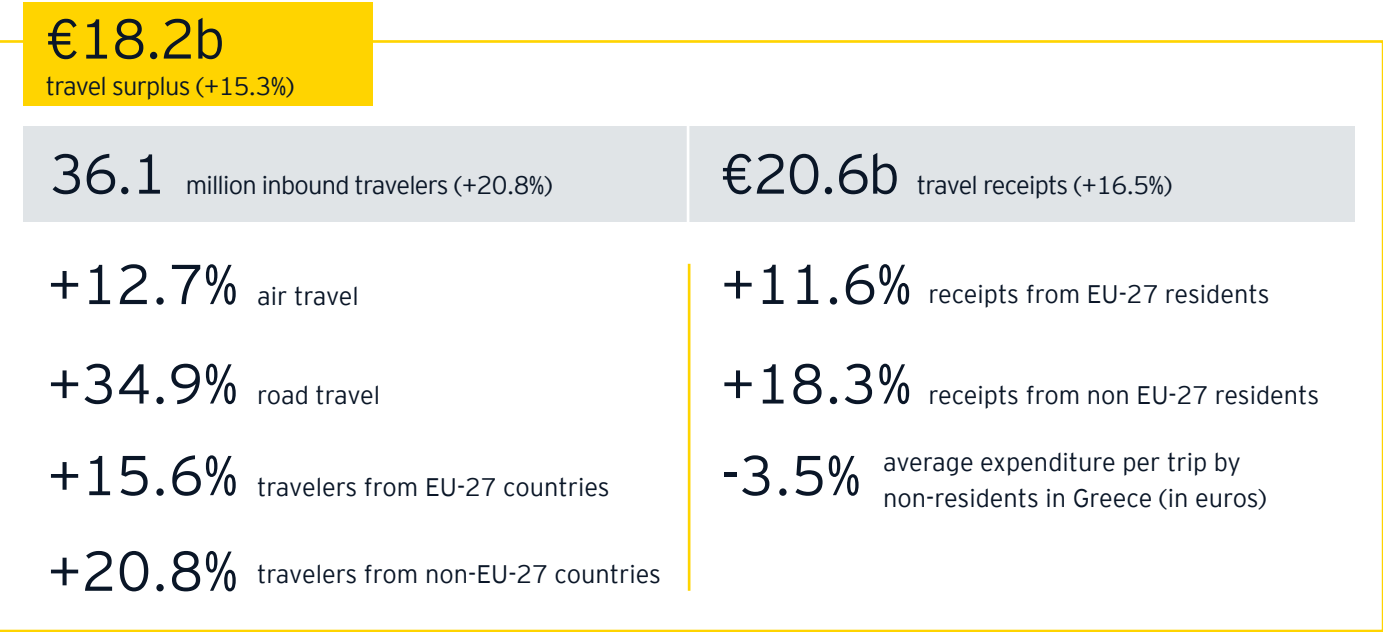 €18.2b
travel surplus (+15.3%)
36.1 million inbound travelers (+20.8%)
+12.7% air travel
+34.9% road travel
+15.6% travelers from EU-27 countries
+20.8% travelers from non-EU-27 countries
€20.6b travel receipts (+16.5%)
+11.6% receipts from EU-27 residents
+18.3% receipts from non EU-27 residents
-3.5% average expenditure per trip by
non-residents in Greece (in euros)